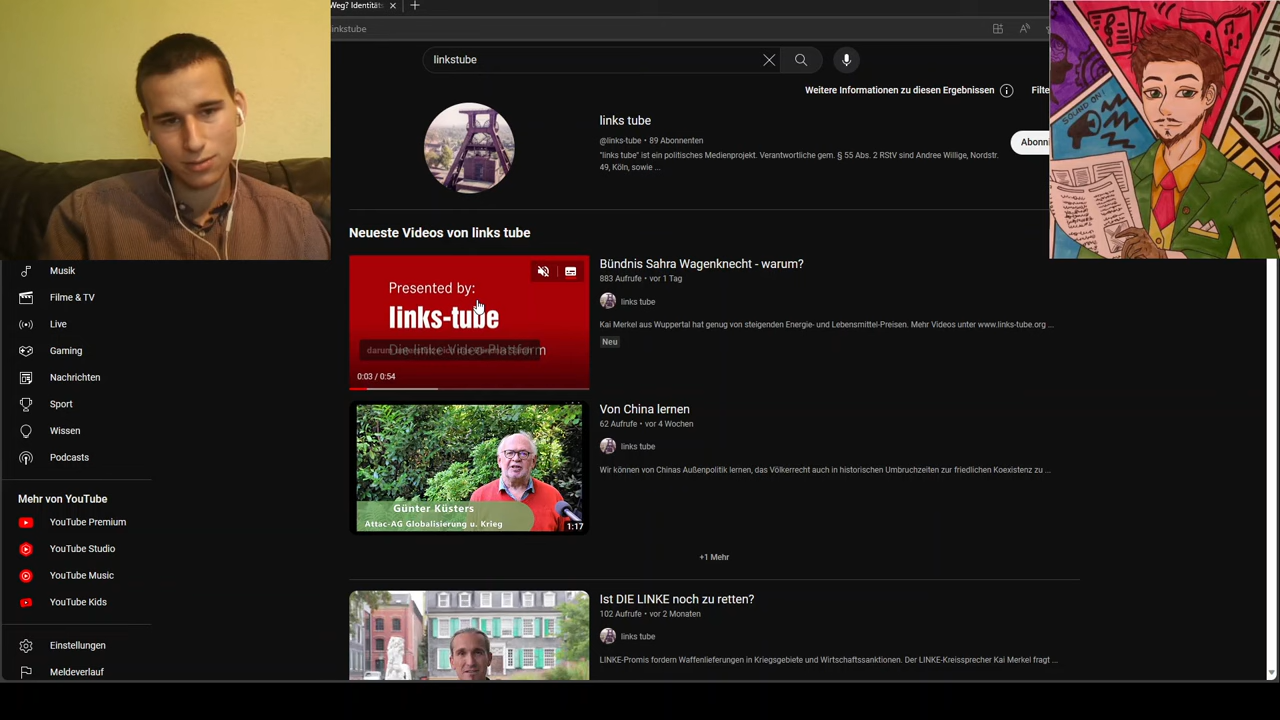 Weg? Identitäts
linkstube
linkstube
Weitere Informationen zu diesen Ergebnissen
Filte
links tube
@links-tube • 89 Abonnenten
"links tube" ist ein politisches Medienprojekt. Verantwortliche gem. § 55 Abs. 2 RStV sind Andree Willige, Nordstr.
49, Köln, sowie ...
Abonni
SOUND ON!
Neueste Videos von links tube
Presented by:
links-tube
Die linke Video-Plattform
0:03 / 0:54
Bündnis Sahra Wagenknecht - warum?
883 Aufrufe • vor 1 Tag
links tube
Kai Merkel aus Wuppertal hat genug von steigenden Energie- und Lebensmittel-Preisen. Mehr Videos unter www.links-tube.org ...
Neu
Günter Küsters
Attac-AG Globalisierung u. Krieg
1:17
Von China lernen
62 Aufrufe • vor 4 Wochen
links tube
Wir können von Chinas Außenpolitik lernen, das Völkerrecht auch in historischen Umbruchzeiten zur friedlichen Koexistenz zu ...
+1 Mehr
Ist DIE LINKE noch zu retten?
102 Aufrufe • vor 2 Monaten
links tube
LINKE-Promis fordern Waffenlieferungen in Kriegsgebiete und Wirtschaftssanktionen. Der LINKE-Kreissprecher Kai Merkel fragt ...
Musik
Filme & TV
Live
Gaming
Nachrichten
Sport
Wissen
Podcasts
Mehr von YouTube
YouTube Premium
YouTube Studio
YouTube Music
YouTube Kids
Einstellungen
Meldeverlauf